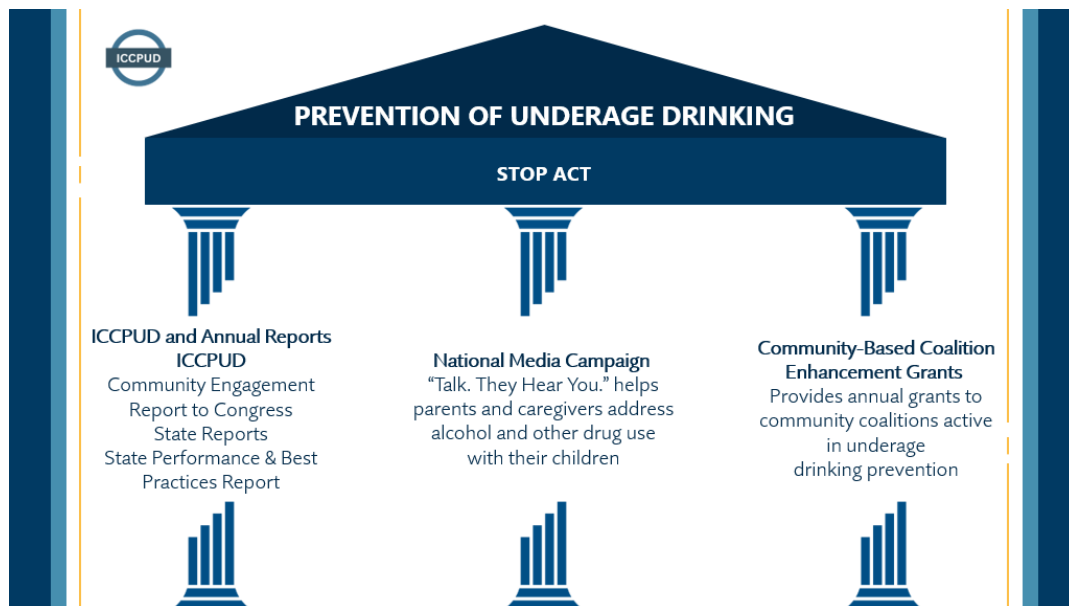 ICCPUD
PREVENTION OF UNDERAGE DRINKING
STOP ACT
ICCPUD and Annual Reports
ICCPUD
Community Engagement
Report to Congress
State Reports
State Performance & Best
Practices Report
National Media Campaign
“Talk. They Hear You.” helps
parents and caregivers address
alcohol and other drug use
with their children
Community-Based Coalition
Enhancement Grants
Provides annual grants to
community coalitions active
in underage
drinking prevention